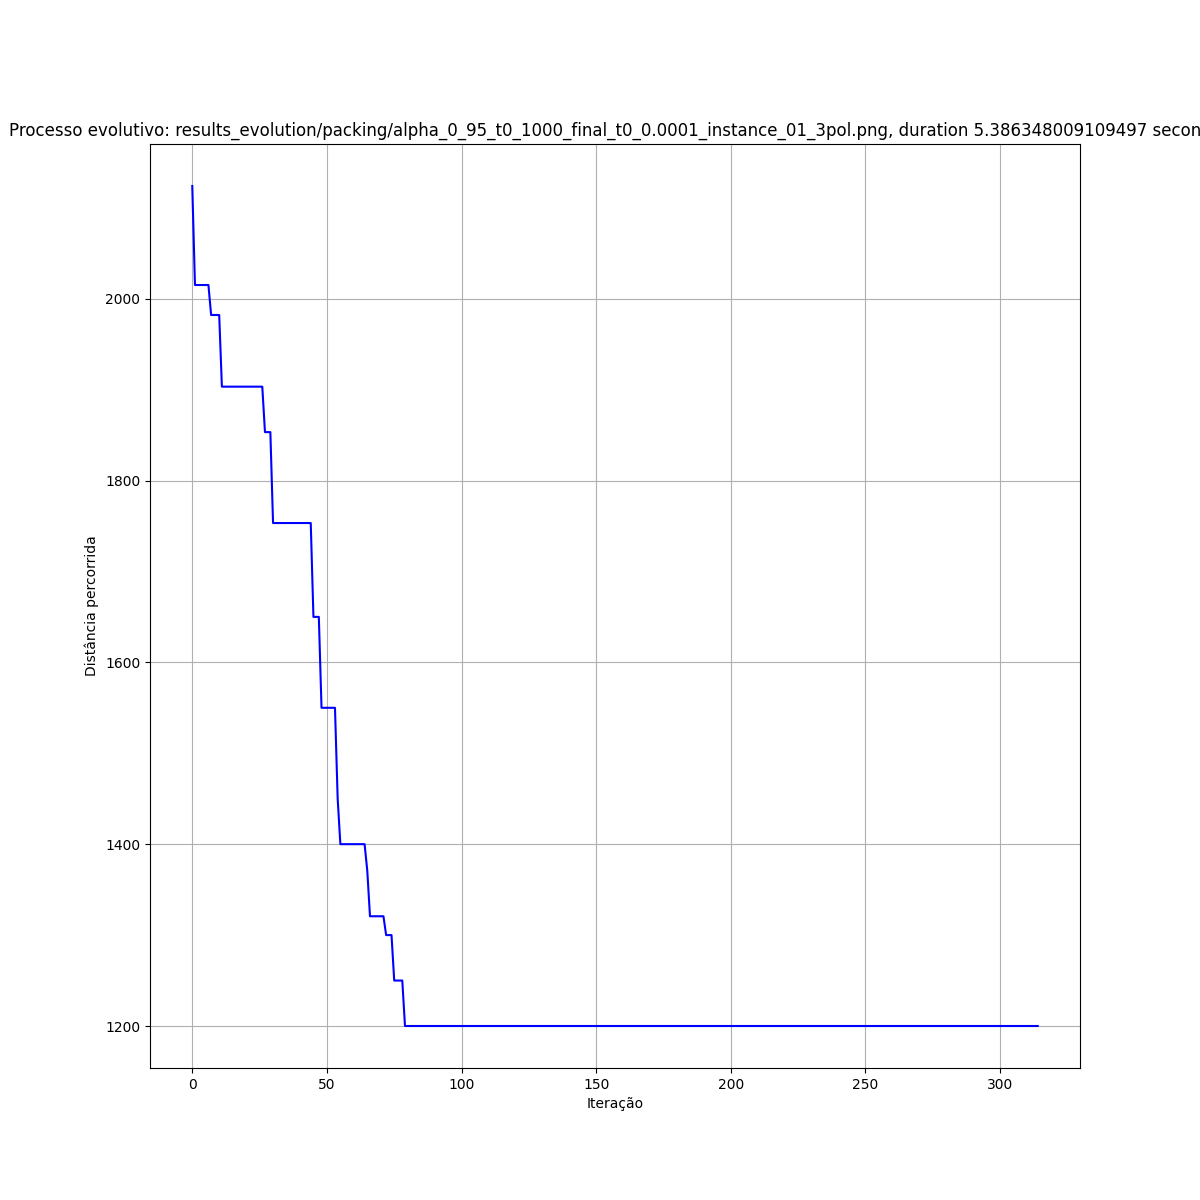 Processo evolutivo: results_evolution/packing/alpha_0_95_t0_1000_final_t0_0.0001_instance_01_3pol.png, duration 5.386348009109497 secon
2000
1800
1600
1400
1200
Distância percorrida
0 50 100 150 200 250 300
Iteração